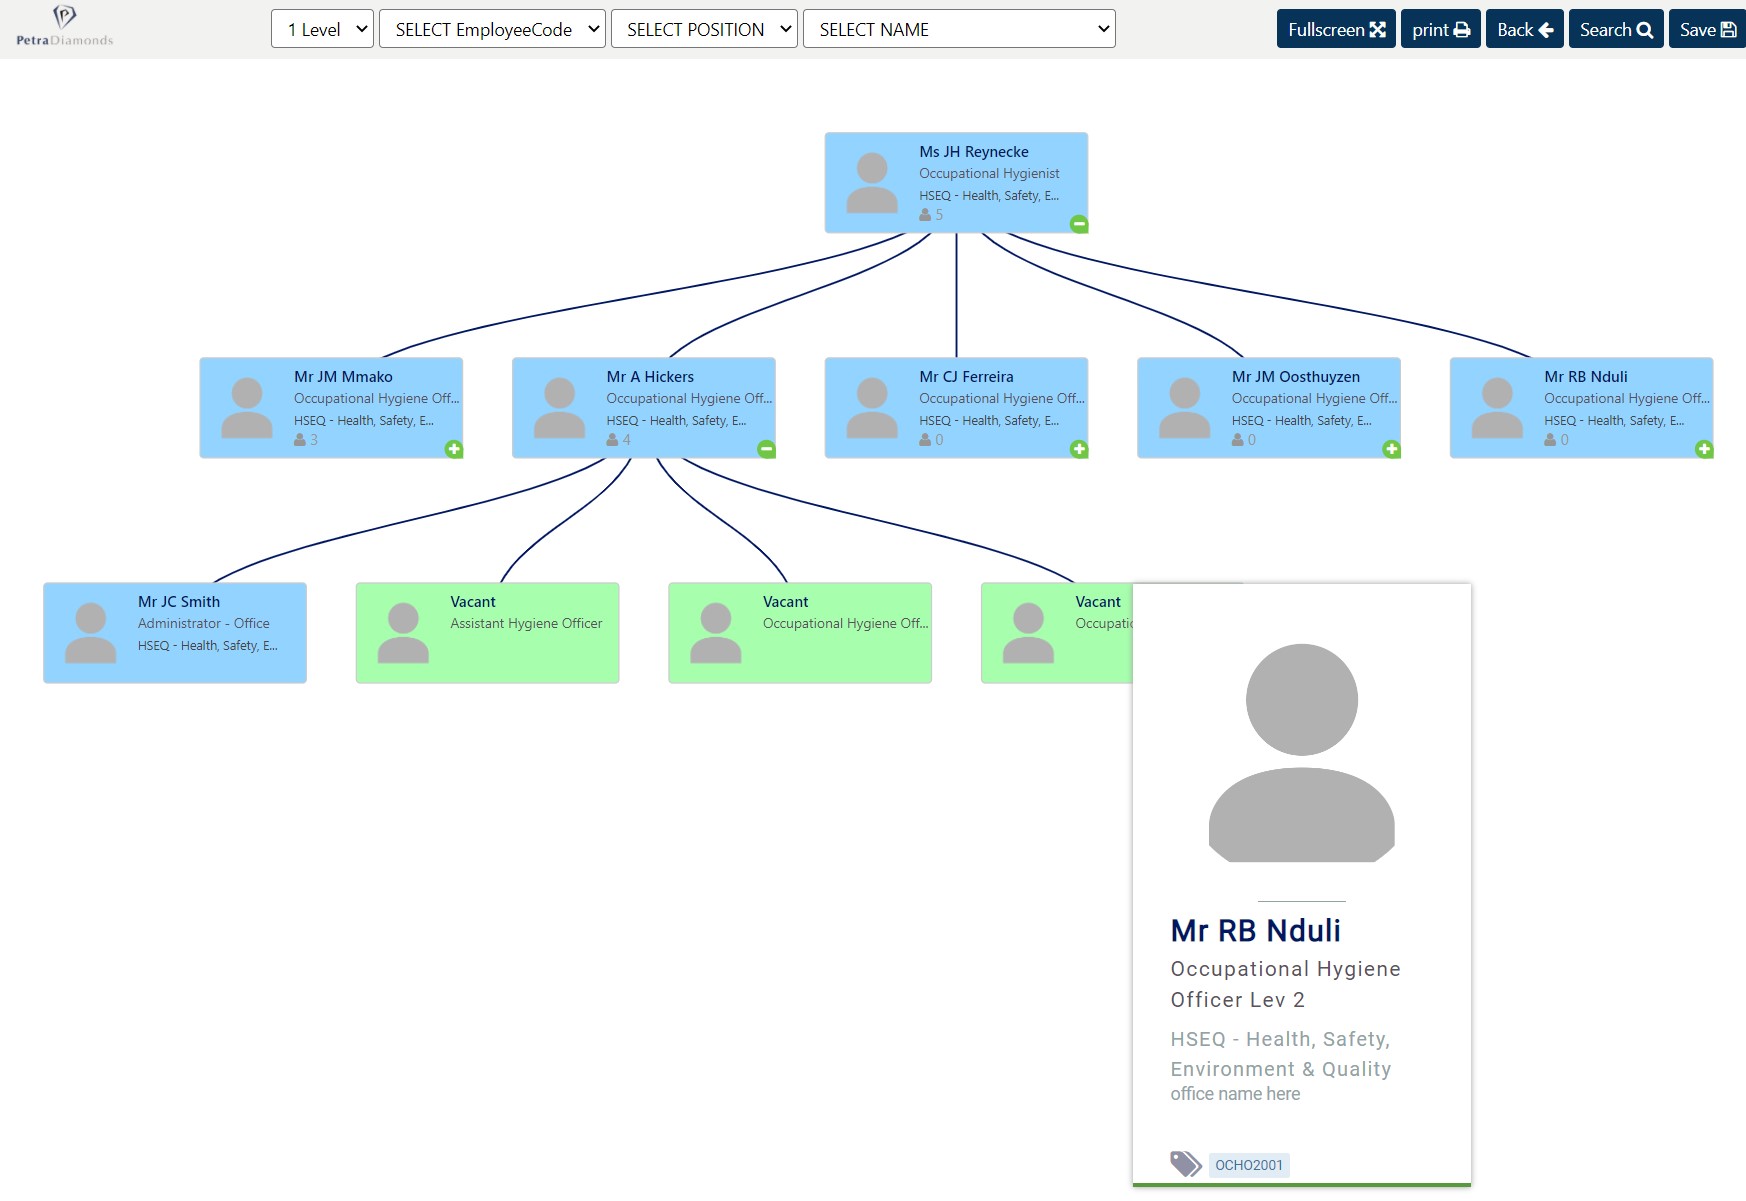 PetraDiamonds
1 Level
SELECT EmployeeCode
SELECT POSITION
SELECT NAME
Fullscreen
print
Back
Search
Save
Ms JH Reynecke
Occupational Hygienist
HSEQ - Health, Safety, E...
5
Mr JM Mmako
Occupational Hygiene Off...
HSEQ - Health, Safety, E...
3
Mr A Hickers
Occupational Hygiene Off...
HSEQ - Health, Safety, E...
4
Mr CJ Ferreira
Occupational Hygiene Off...
HSEQ - Health, Safety, E...
0
Mr JM Oosthuyzen
Occupational Hygiene Off...
HSEQ - Health, Safety, E...
0
Mr RB Nduli
Occupational Hygiene Off...
HSEQ - Health, Safety, E...
0
Mr JC Smith
Administrator - Office
HSEQ - Health, Safety, E...
Vacant
Assistant Hygiene Officer
Vacant
Occupational Hygiene Off...
Vacant
Occupatio
Mr RB Nduli
Occupational Hygiene
Officer Lev 2
HSEQ - Health, Safety,
Environment & Quality
office name here
OCHO2001